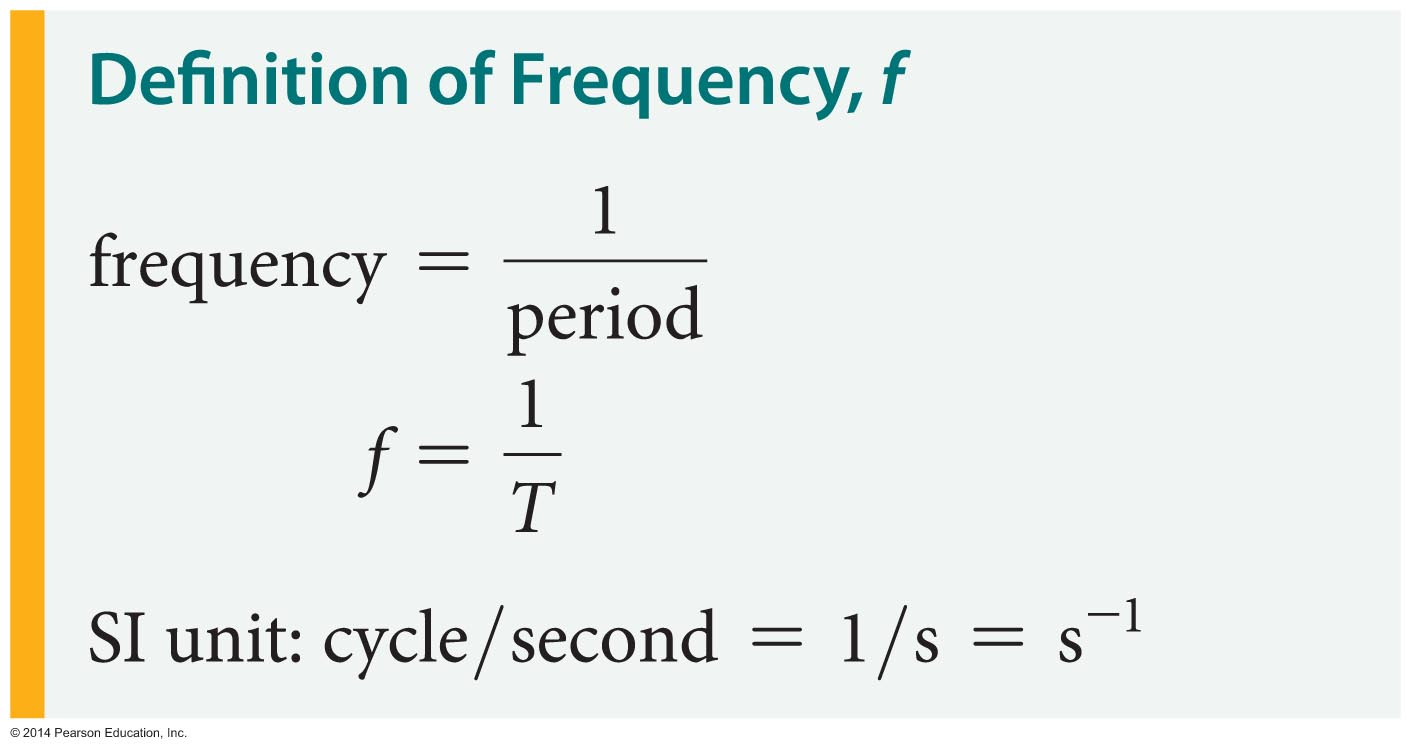 Definition of Frequency, f
frequency = 1/period
f = 1/T
SI unit: cycle/second = 1/s = s⁻¹
© 2014 Pearson Education, Inc.